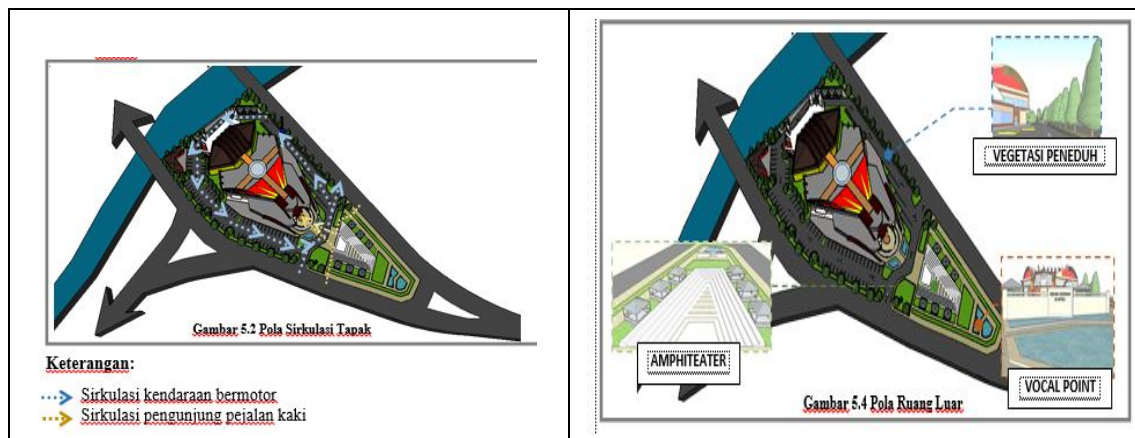 Gambar 5.2 Pola Sirkulasi Tapak
Keterangan:
Sirkulasi kendaraan bermotor
Sirkulasi pengunjung pejalan kaki
VEGETASI PENEDUH
AMPHITEATER
VOCAL POINT
Gambar 5.4 Pola Ruang Luar